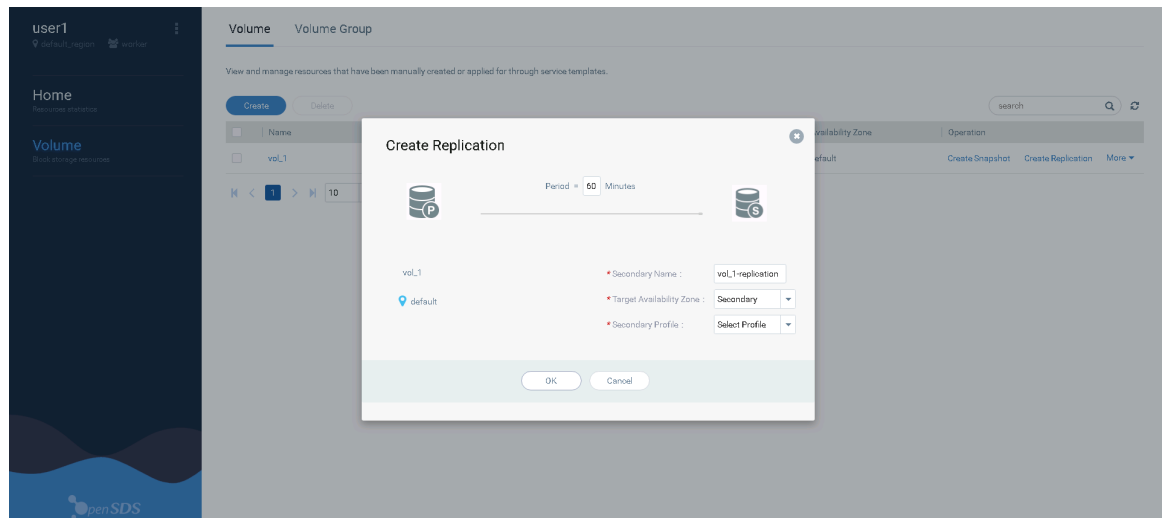 user1
default_region worker
Home
Resources statistics
Volume
Block storage resources
Volume Volume Group
View and manage resources that have been manually created or applied for through service templates.
Create Delete
search
Name
vailability Zone Operation
vol_1
efault Create Snapshot Create Replication More
1 10
Create Replication
Period = 60 Minutes
P S
vol_1
* Secondary Name : vol_1-replication
default
* Target Availability Zone : Secondary
* Secondary Profile : Select Profile
OK Cancel
OpenSDS